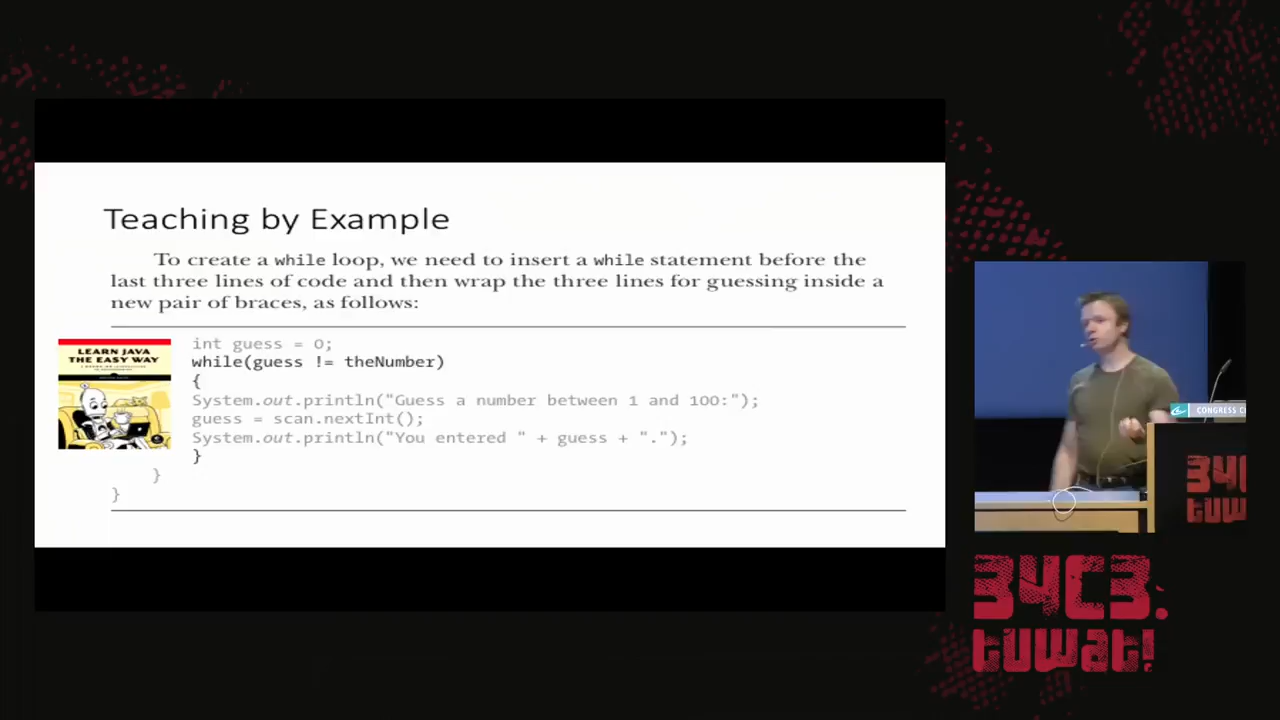 Teaching by Example
To create a while loop, we need to insert a while statement before the
last three lines of code and then wrap the three lines for guessing inside a
new pair of braces, as follows:
LEARN JAVA
THE EASY WAY
int guess = 0;
while(guess != theNumber)
{
System.out.println("Guess a number between 1 and 100:");
guess = scan.nextInt();
System.out.println("You entered " + guess + ".");
}
}
}
CONGRESS C
34
tuw
34C3.
tuwat!